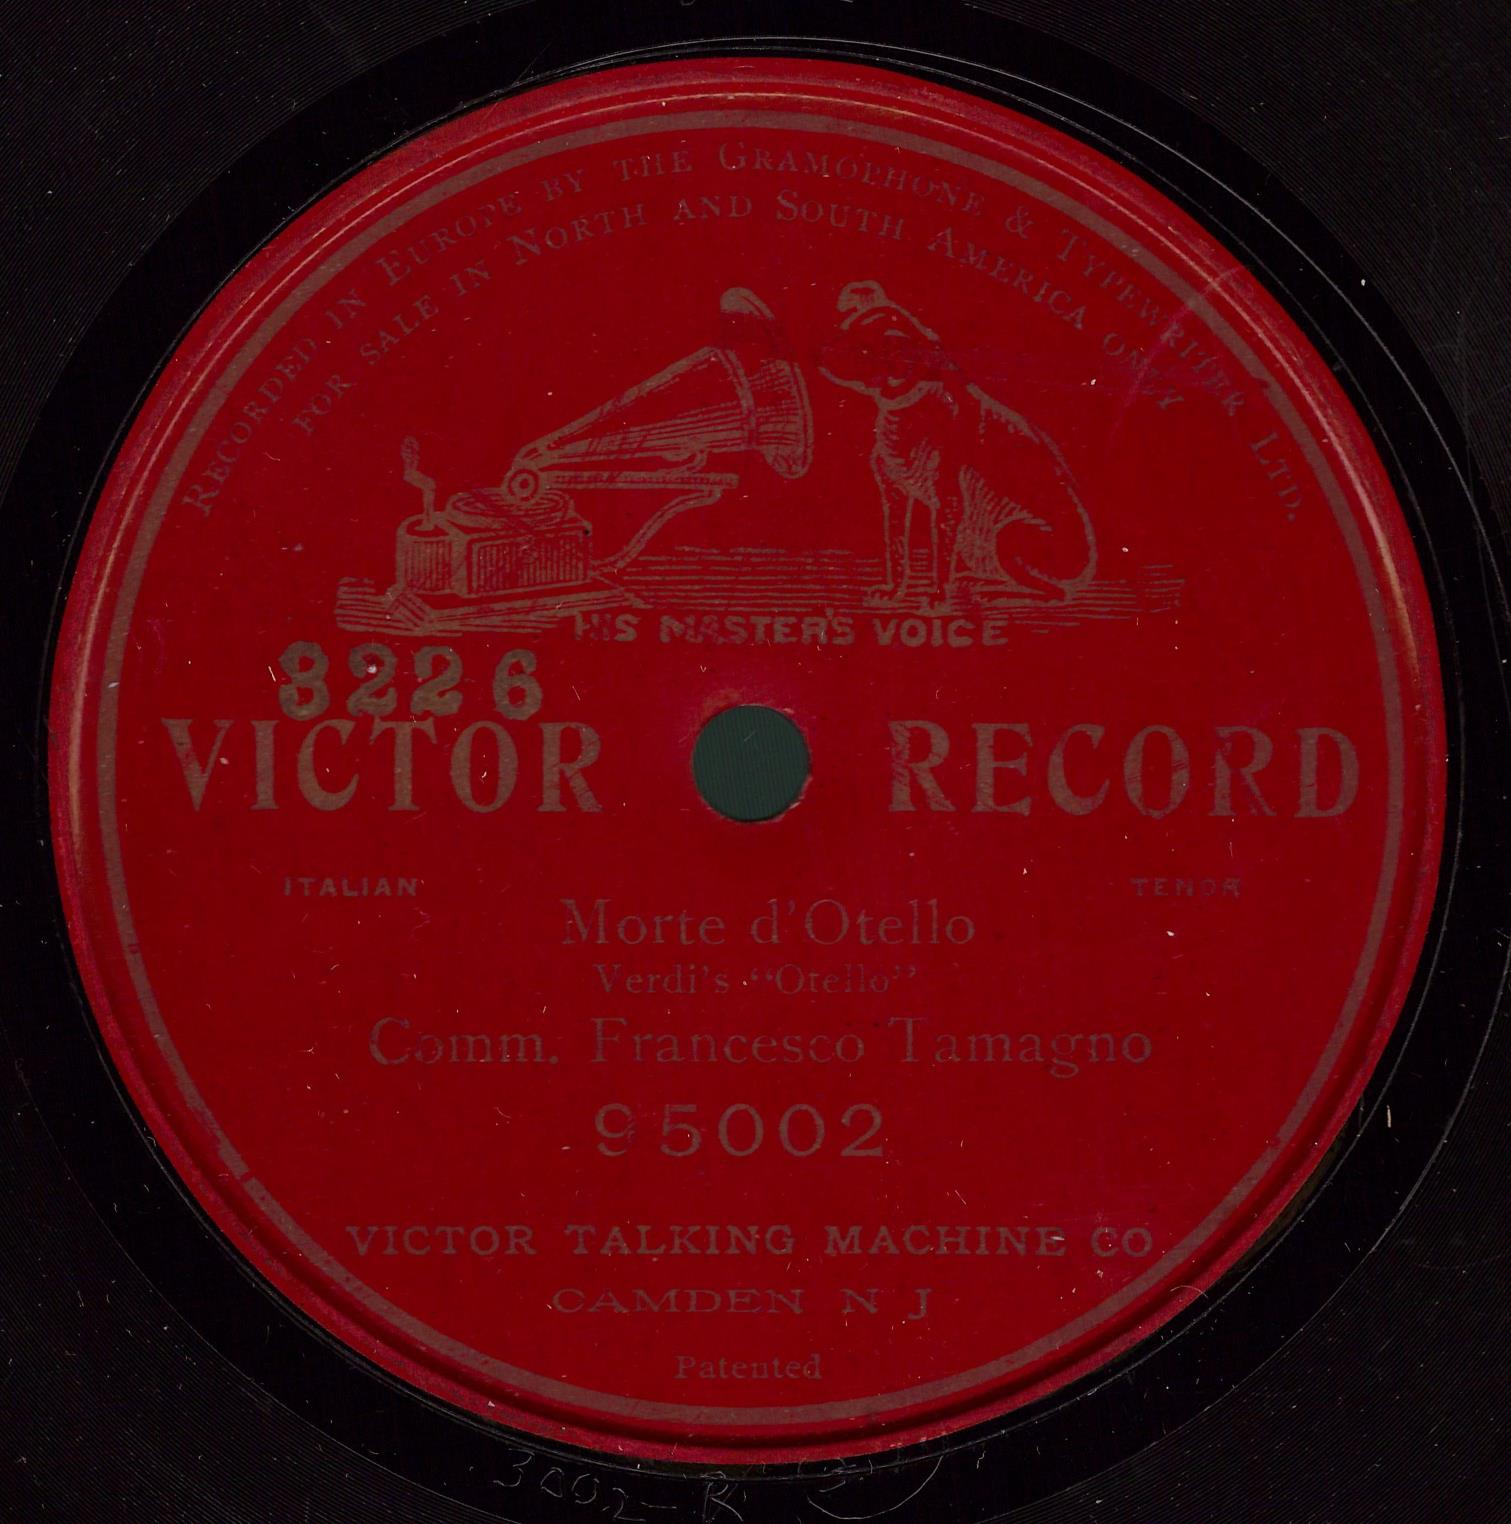 RECORDED IN EUROPE BY THE GRAMOPHONE & TYPEWRITER LTD.
FOR SALE IN NORTH AND SOUTH AMERICA ONLY
HIS MASTER'S VOICE
8226
VICTOR RECORD
ITALIAN TENOR
Morte d'Otello
Verdi's "Otello"
Comm. Francesco Tamagno
95002
VICTOR TALKING MACHINE CO
CAMDEN N J
Patented